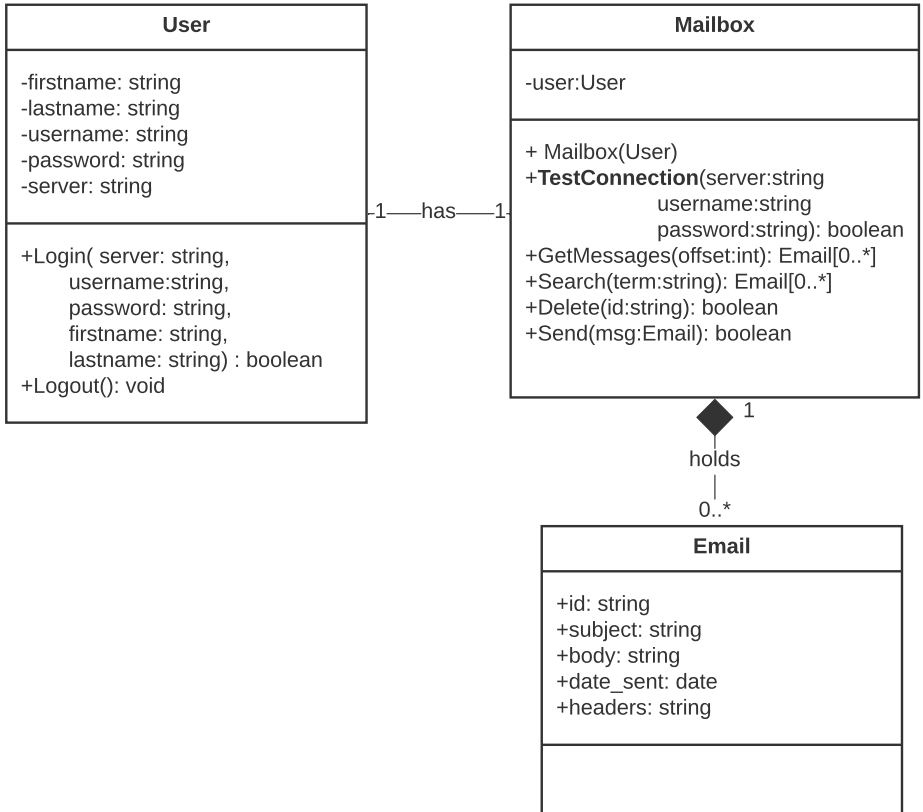 User
-firstname: string
-lastname: string
-username: string
-password: string
-server: string
+Login( server: string,
username:string,
password: string,
firstname: string,
lastname: string) : boolean
+Logout(): void
1 has 1
Mailbox
-user:User
+ Mailbox(User)
+TestConnection(server:string
username:string
password:string): boolean
+GetMessages(offset:int): Email[0..*]
+Search(term:string): Email[0..*]
+Delete(id:string): boolean
+Send(msg:Email): boolean
1
holds
0..*
Email
+id: string
+subject: string
+body: string
+date_sent: date
+headers: string